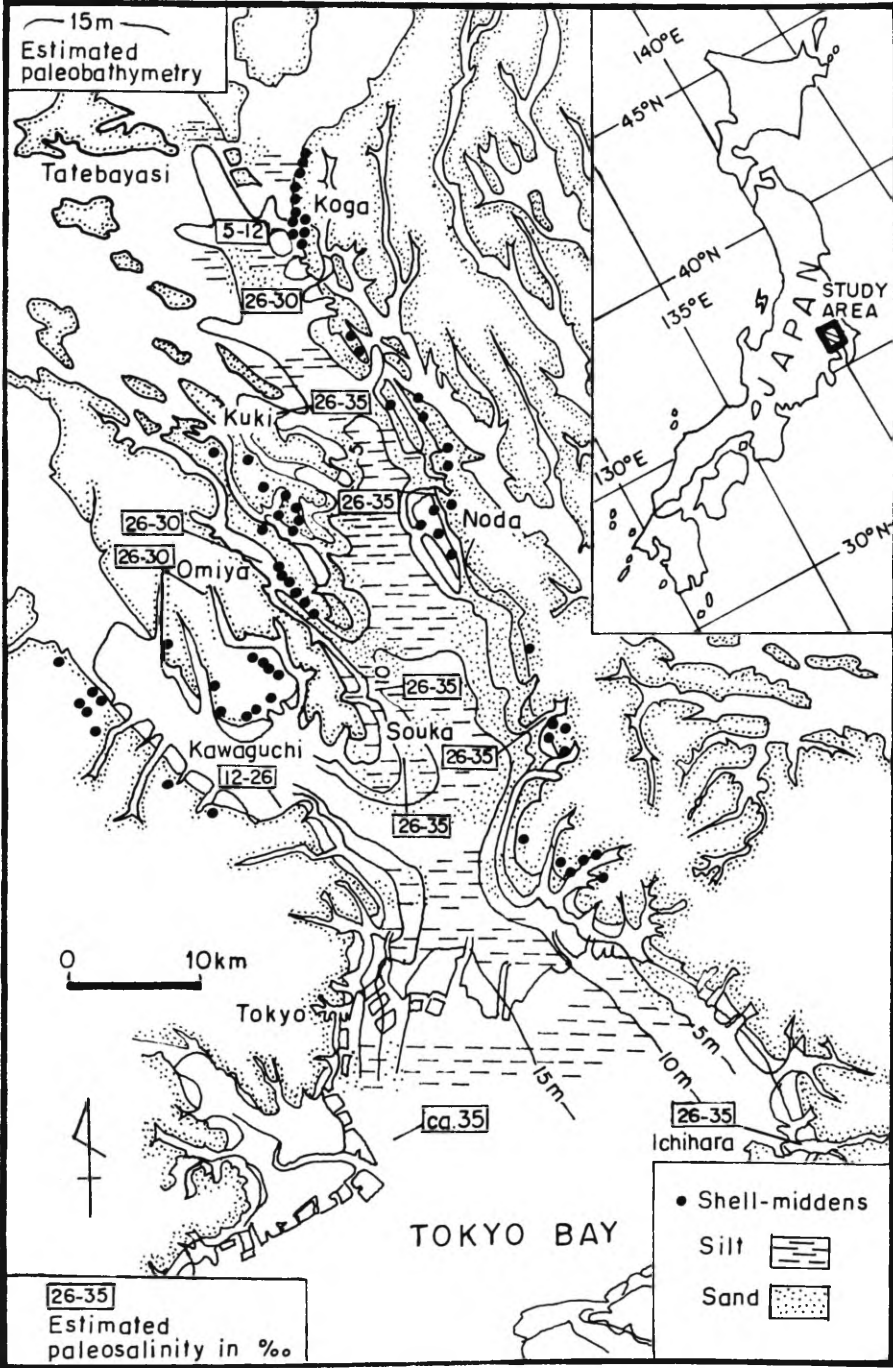 15m
Estimated
paleobathymetry
140°E
45°N
40°N
135°E
JAPAN
STUDY
AREA
130°E
30°N
Tatebayasi
Koga
5-12
26-30
Kuki
26-35
5
26-35
Noda
26-30
26-30
Omiya
10
26-35
Souka
26-35
Kawaguchi
12-26
26-35
0 10km
Tokyo
5m
10m
15m
ca.35
26-35
Ichihara
TOKYO BAY
• Shell-middens
Silt
Sand
26-35
Estimated
paleosalinity in ‰